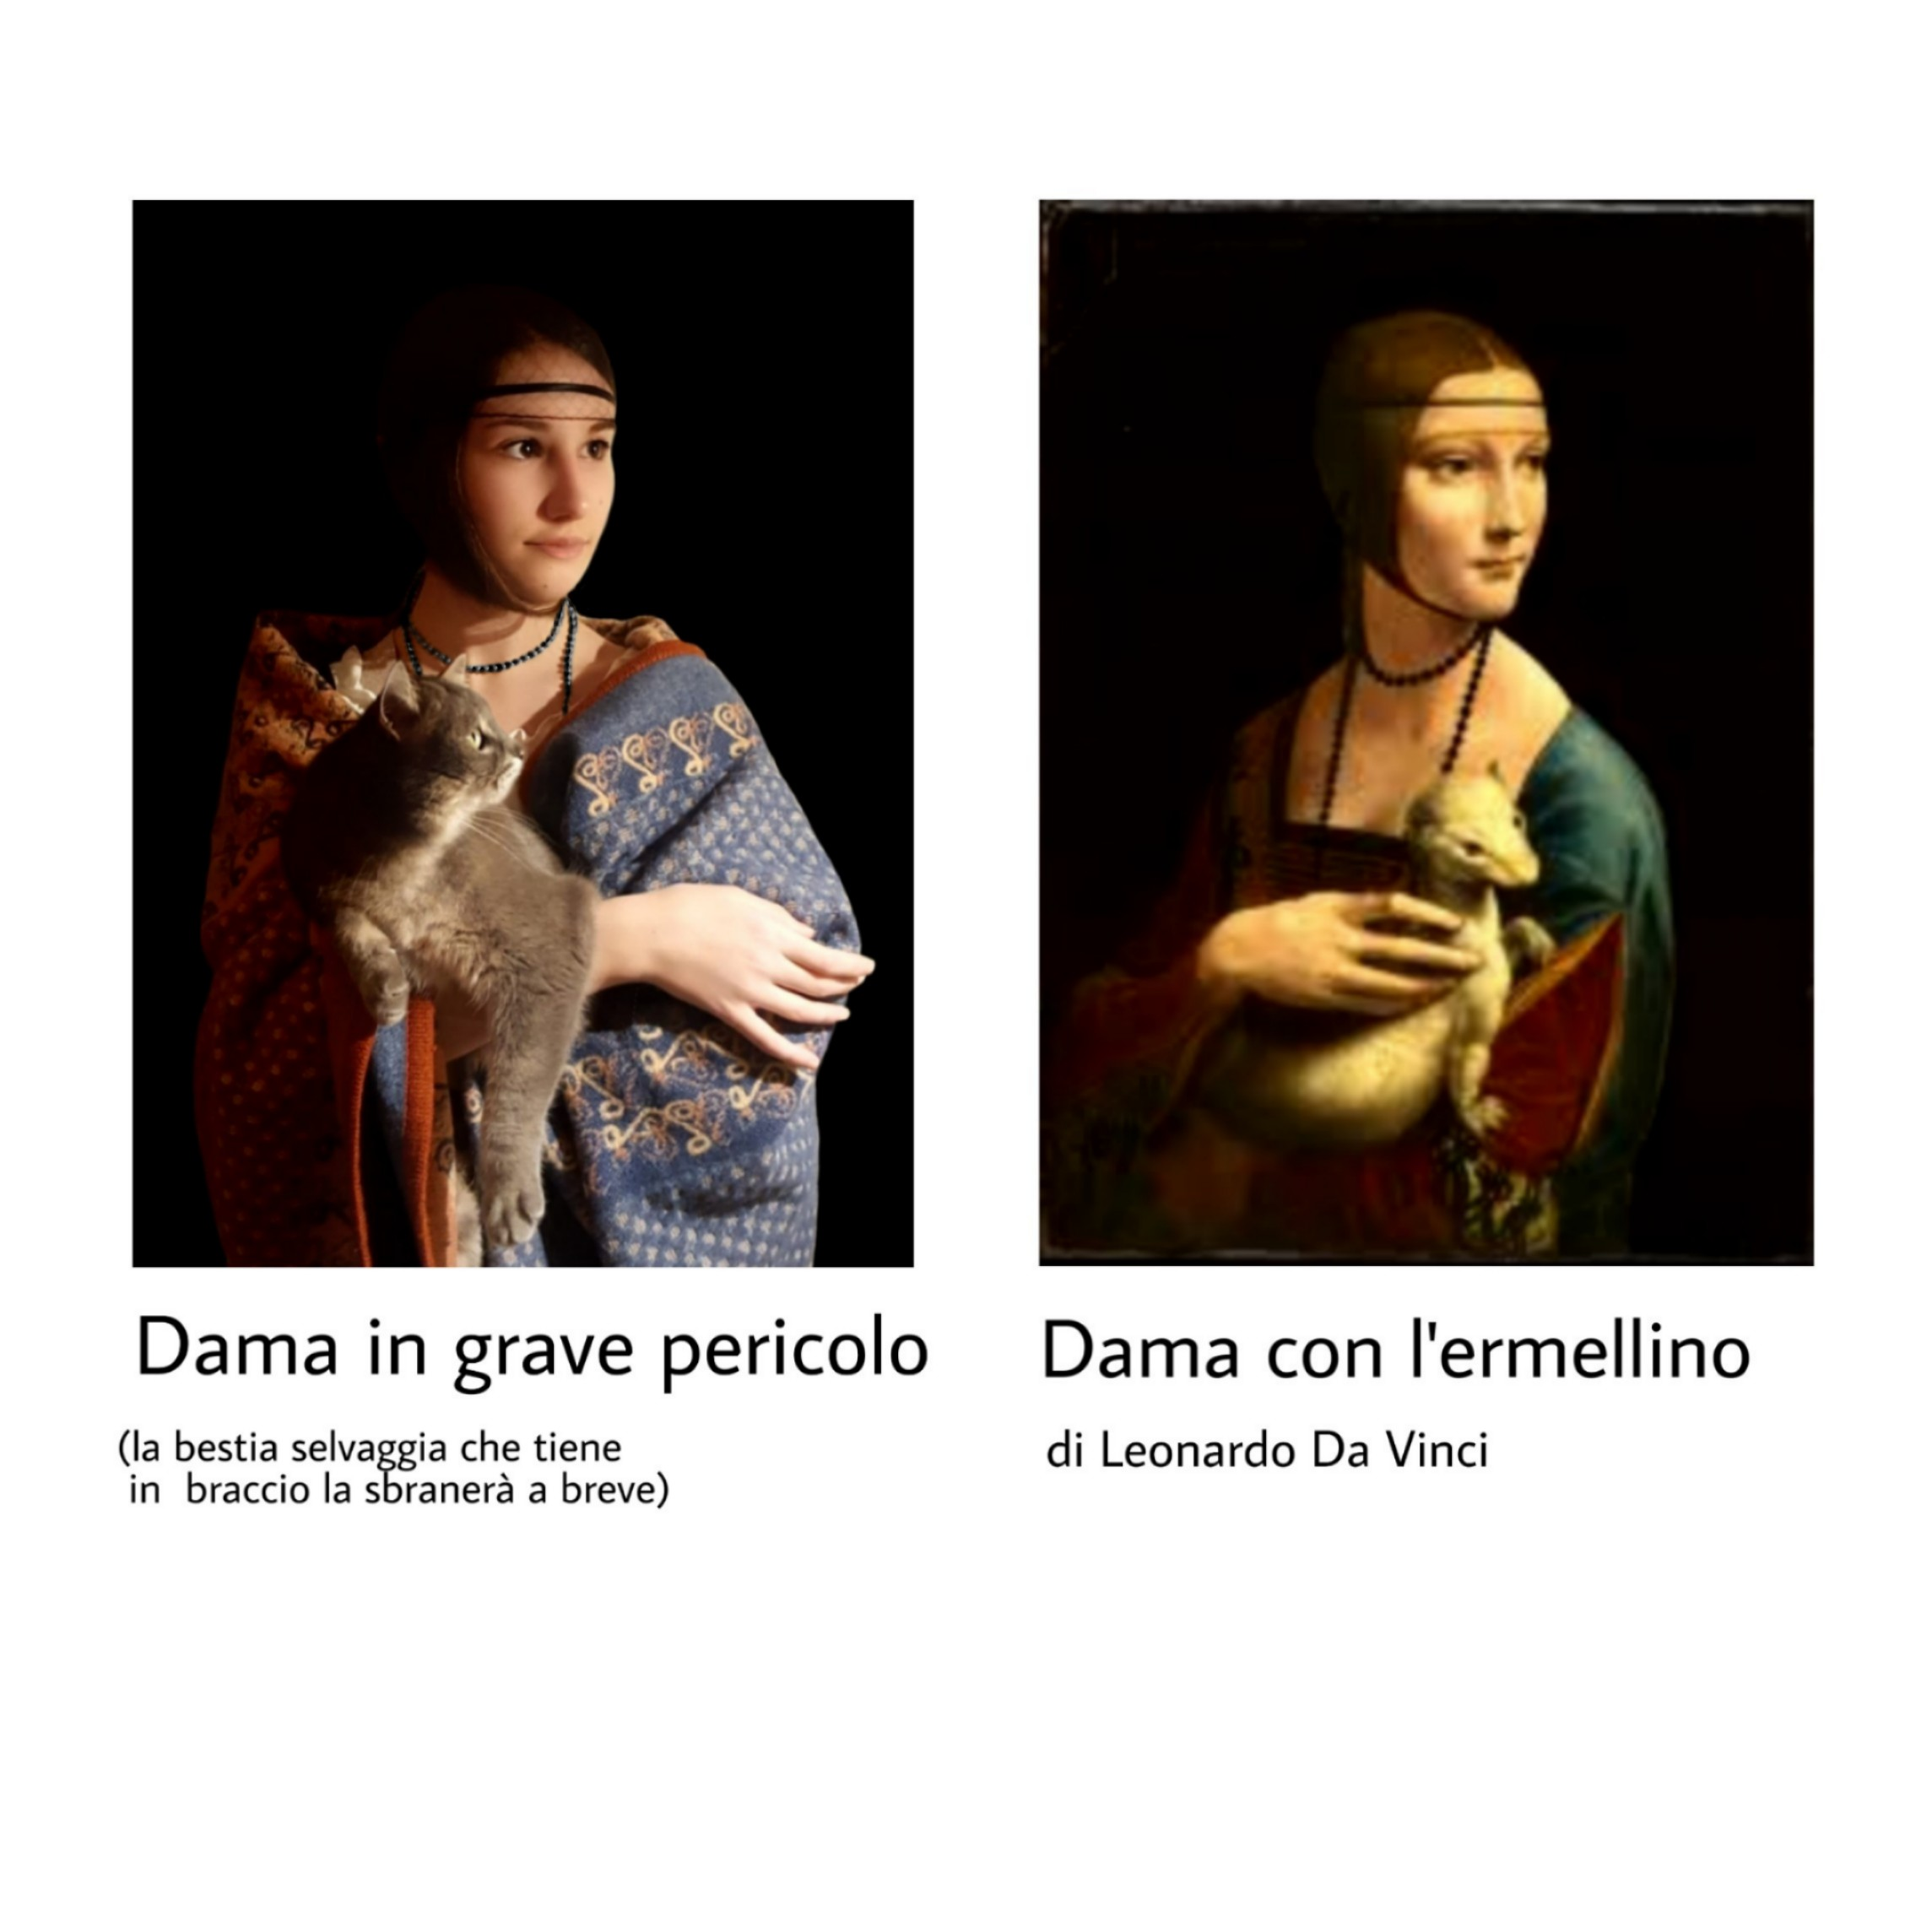 Dama in grave pericolo
(la bestia selvaggia che tiene
in braccio la sbranerà a breve)
Dama con l'ermellino
di Leonardo Da Vinci